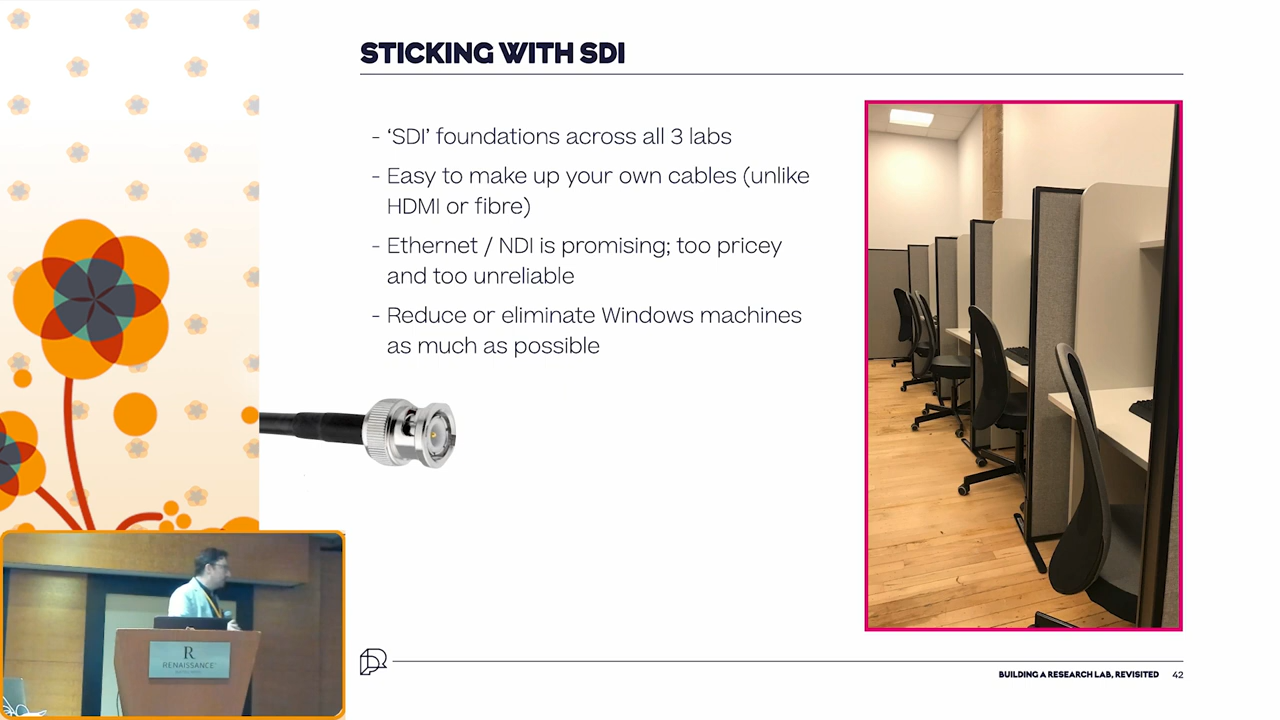 STICKING WITH SDI
- ‘SDI’ foundations across all 3 labs
- Easy to make up your own cables (unlike
HDMI or fibre)
- Ethernet / NDI is promising; too pricey
and too unreliable
- Reduce or eliminate Windows machines
as much as possible
R
RENAISSANCE
BUILDING A RESEARCH LAB, REVISITED 42